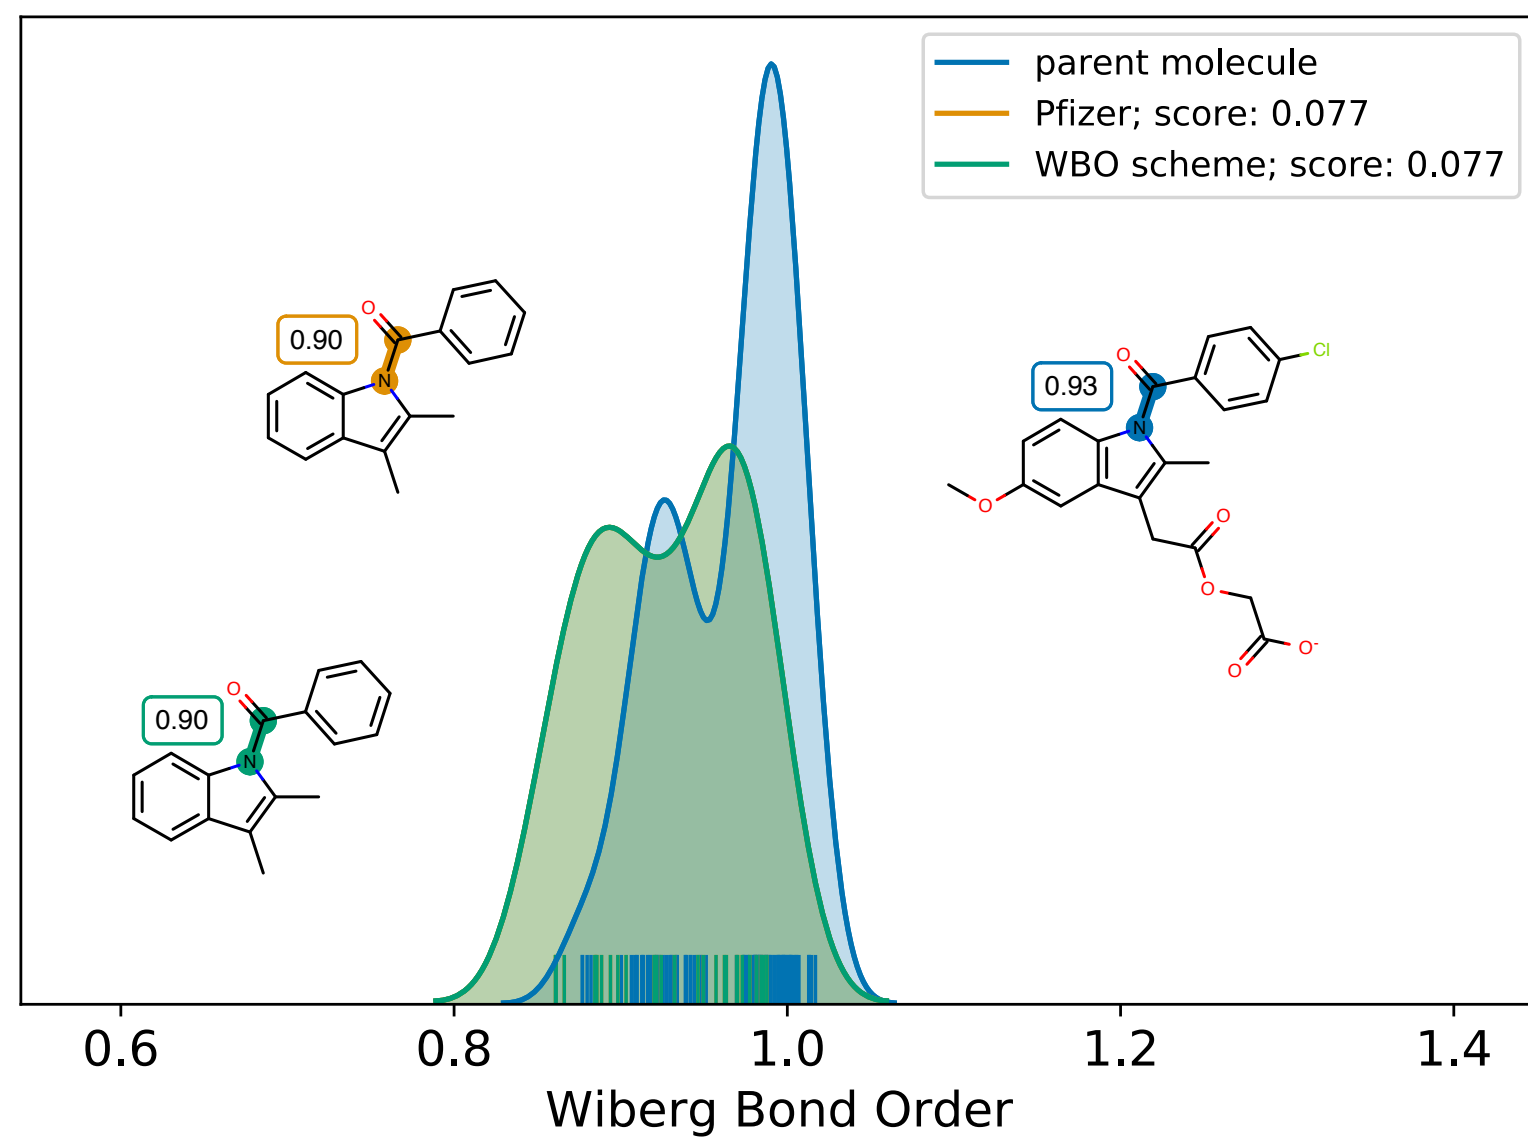 parent molecule
Pfizer; score: 0.077
WBO scheme; score: 0.077
O
0.90
N
O
Cl
0.93
N
O
O
O
O
O-
O
0.90
N
0.6 0.8 1.0 1.2 1.4
Wiberg Bond Order